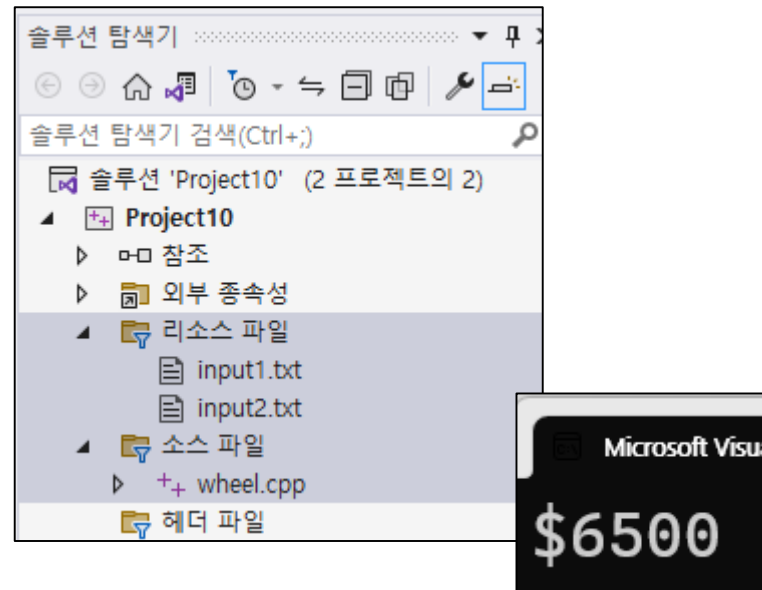 솔루션 탐색기
솔루션 탐색기 검색(Ctrl+;)
솔루션 'Project10' (2 프로젝트의 2)
Project10
참조
외부 종속성
리소스 파일
input1.txt
input2.txt
소스 파일
wheel.cpp
헤더 파일
Microsoft Visua
$6500